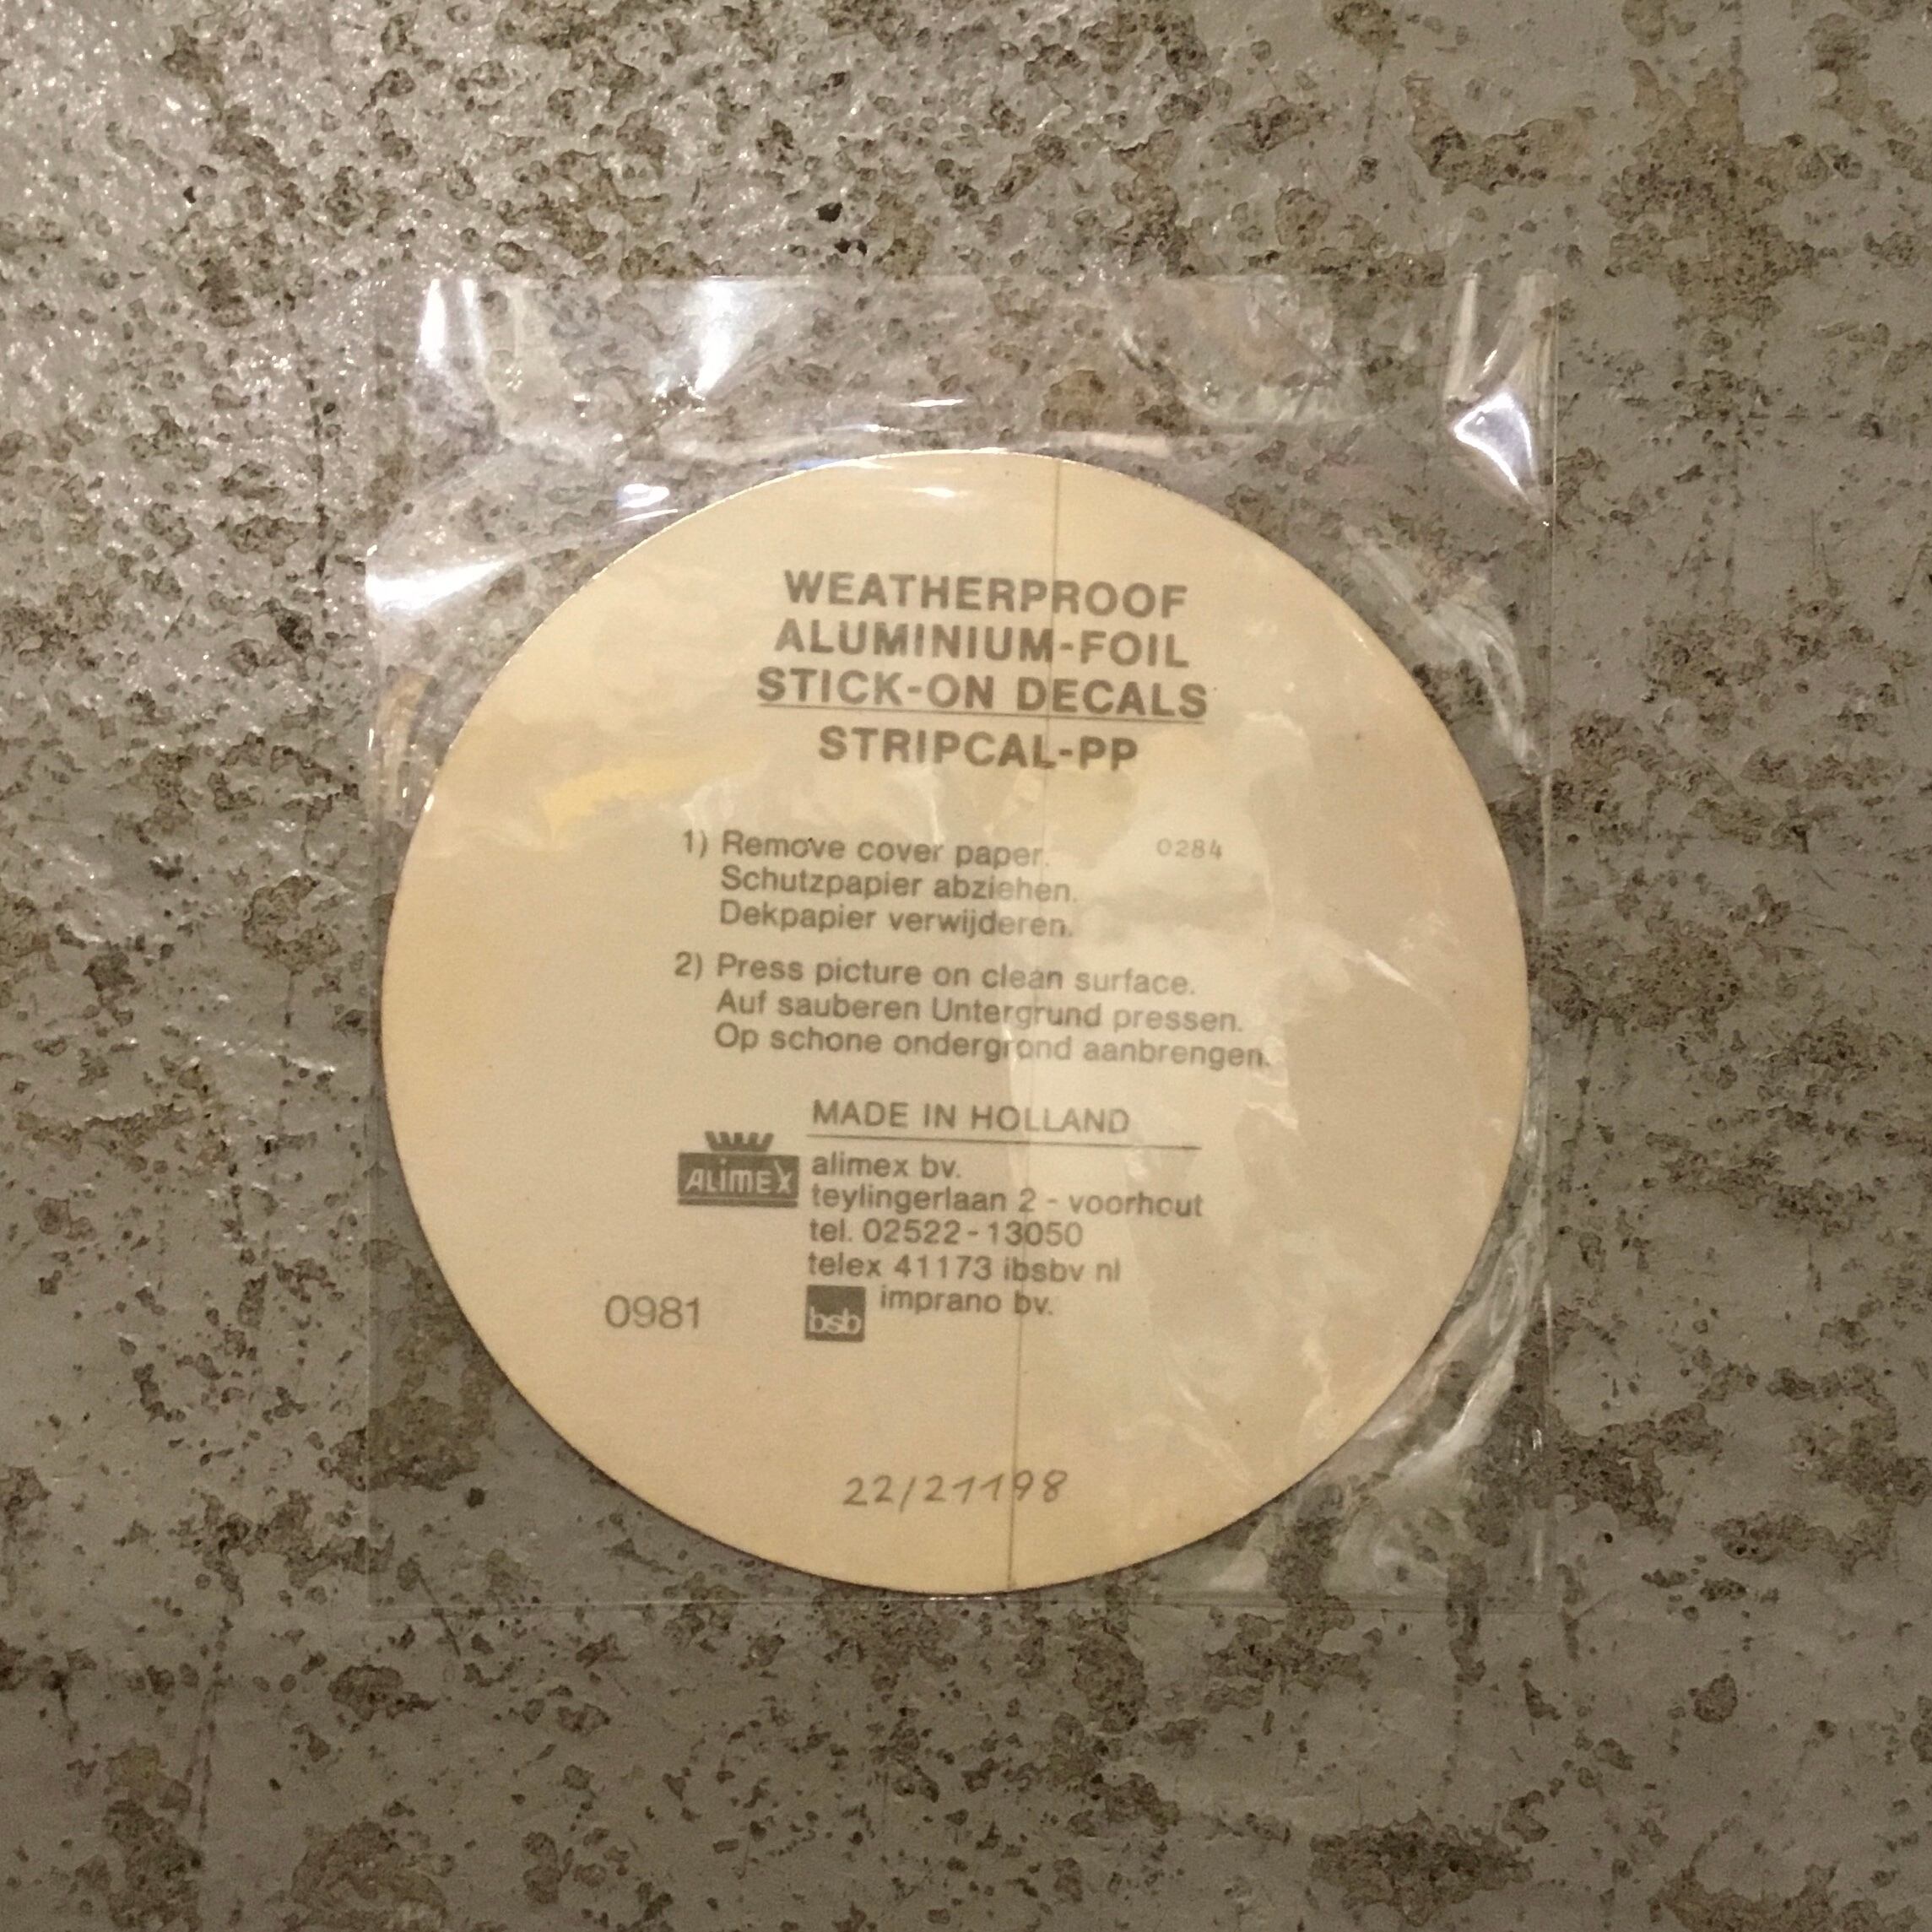 WEATHERPROOF
ALUMINIUM-FOIL
STICK-ON DECALS
STRIPCAL-PP
1) Remove cover paper. 0284
Schutzpapier abziehen.
Dekpapier verwijderen.
2) Press picture on clean surface.
Auf sauberen Untergrund pressen.
Op schone ondergrond aanbrengen.
MADE IN HOLLAND
ALIMEX alimex bv.
teylingerlaan 2 - voorhout
tel. 02522-13050
telex 41173 ibsbv nl
0981 bsb imprano bv.
22/21198